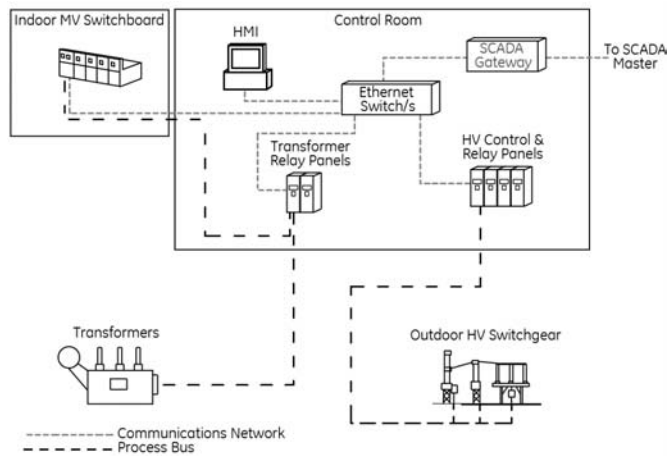 Indoor MV Switchboard
Control Room
HMI
SCADA
Gateway
To SCADA
Master
Ethernet
Switch/s
Transformer
Relay Panels
HV Control &
Relay Panels
Transformers
Outdoor HV Switchgear
Communications Network
Process Bus